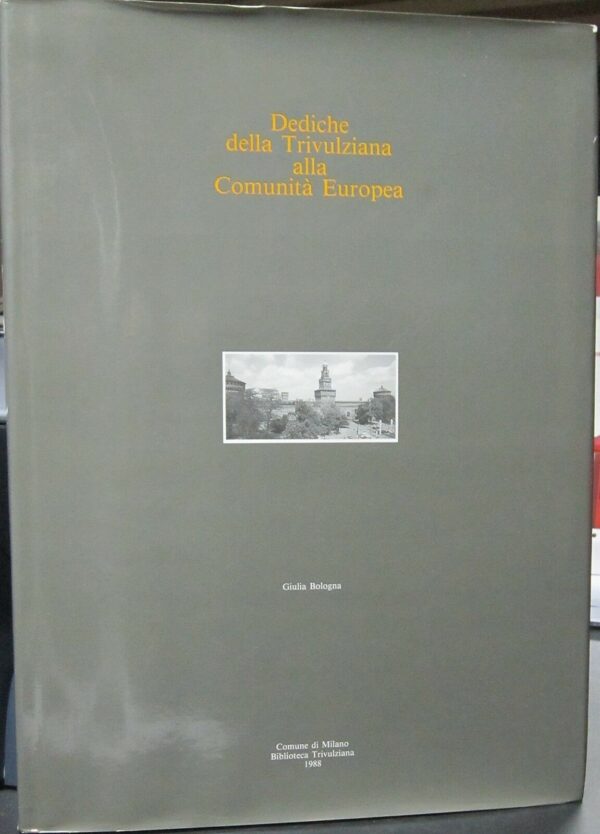 Dediche
della Trivulziana
alla
Comunità Europea
Giulia Bologna
Comune di Milano
Biblioteca Trivulziana
1988